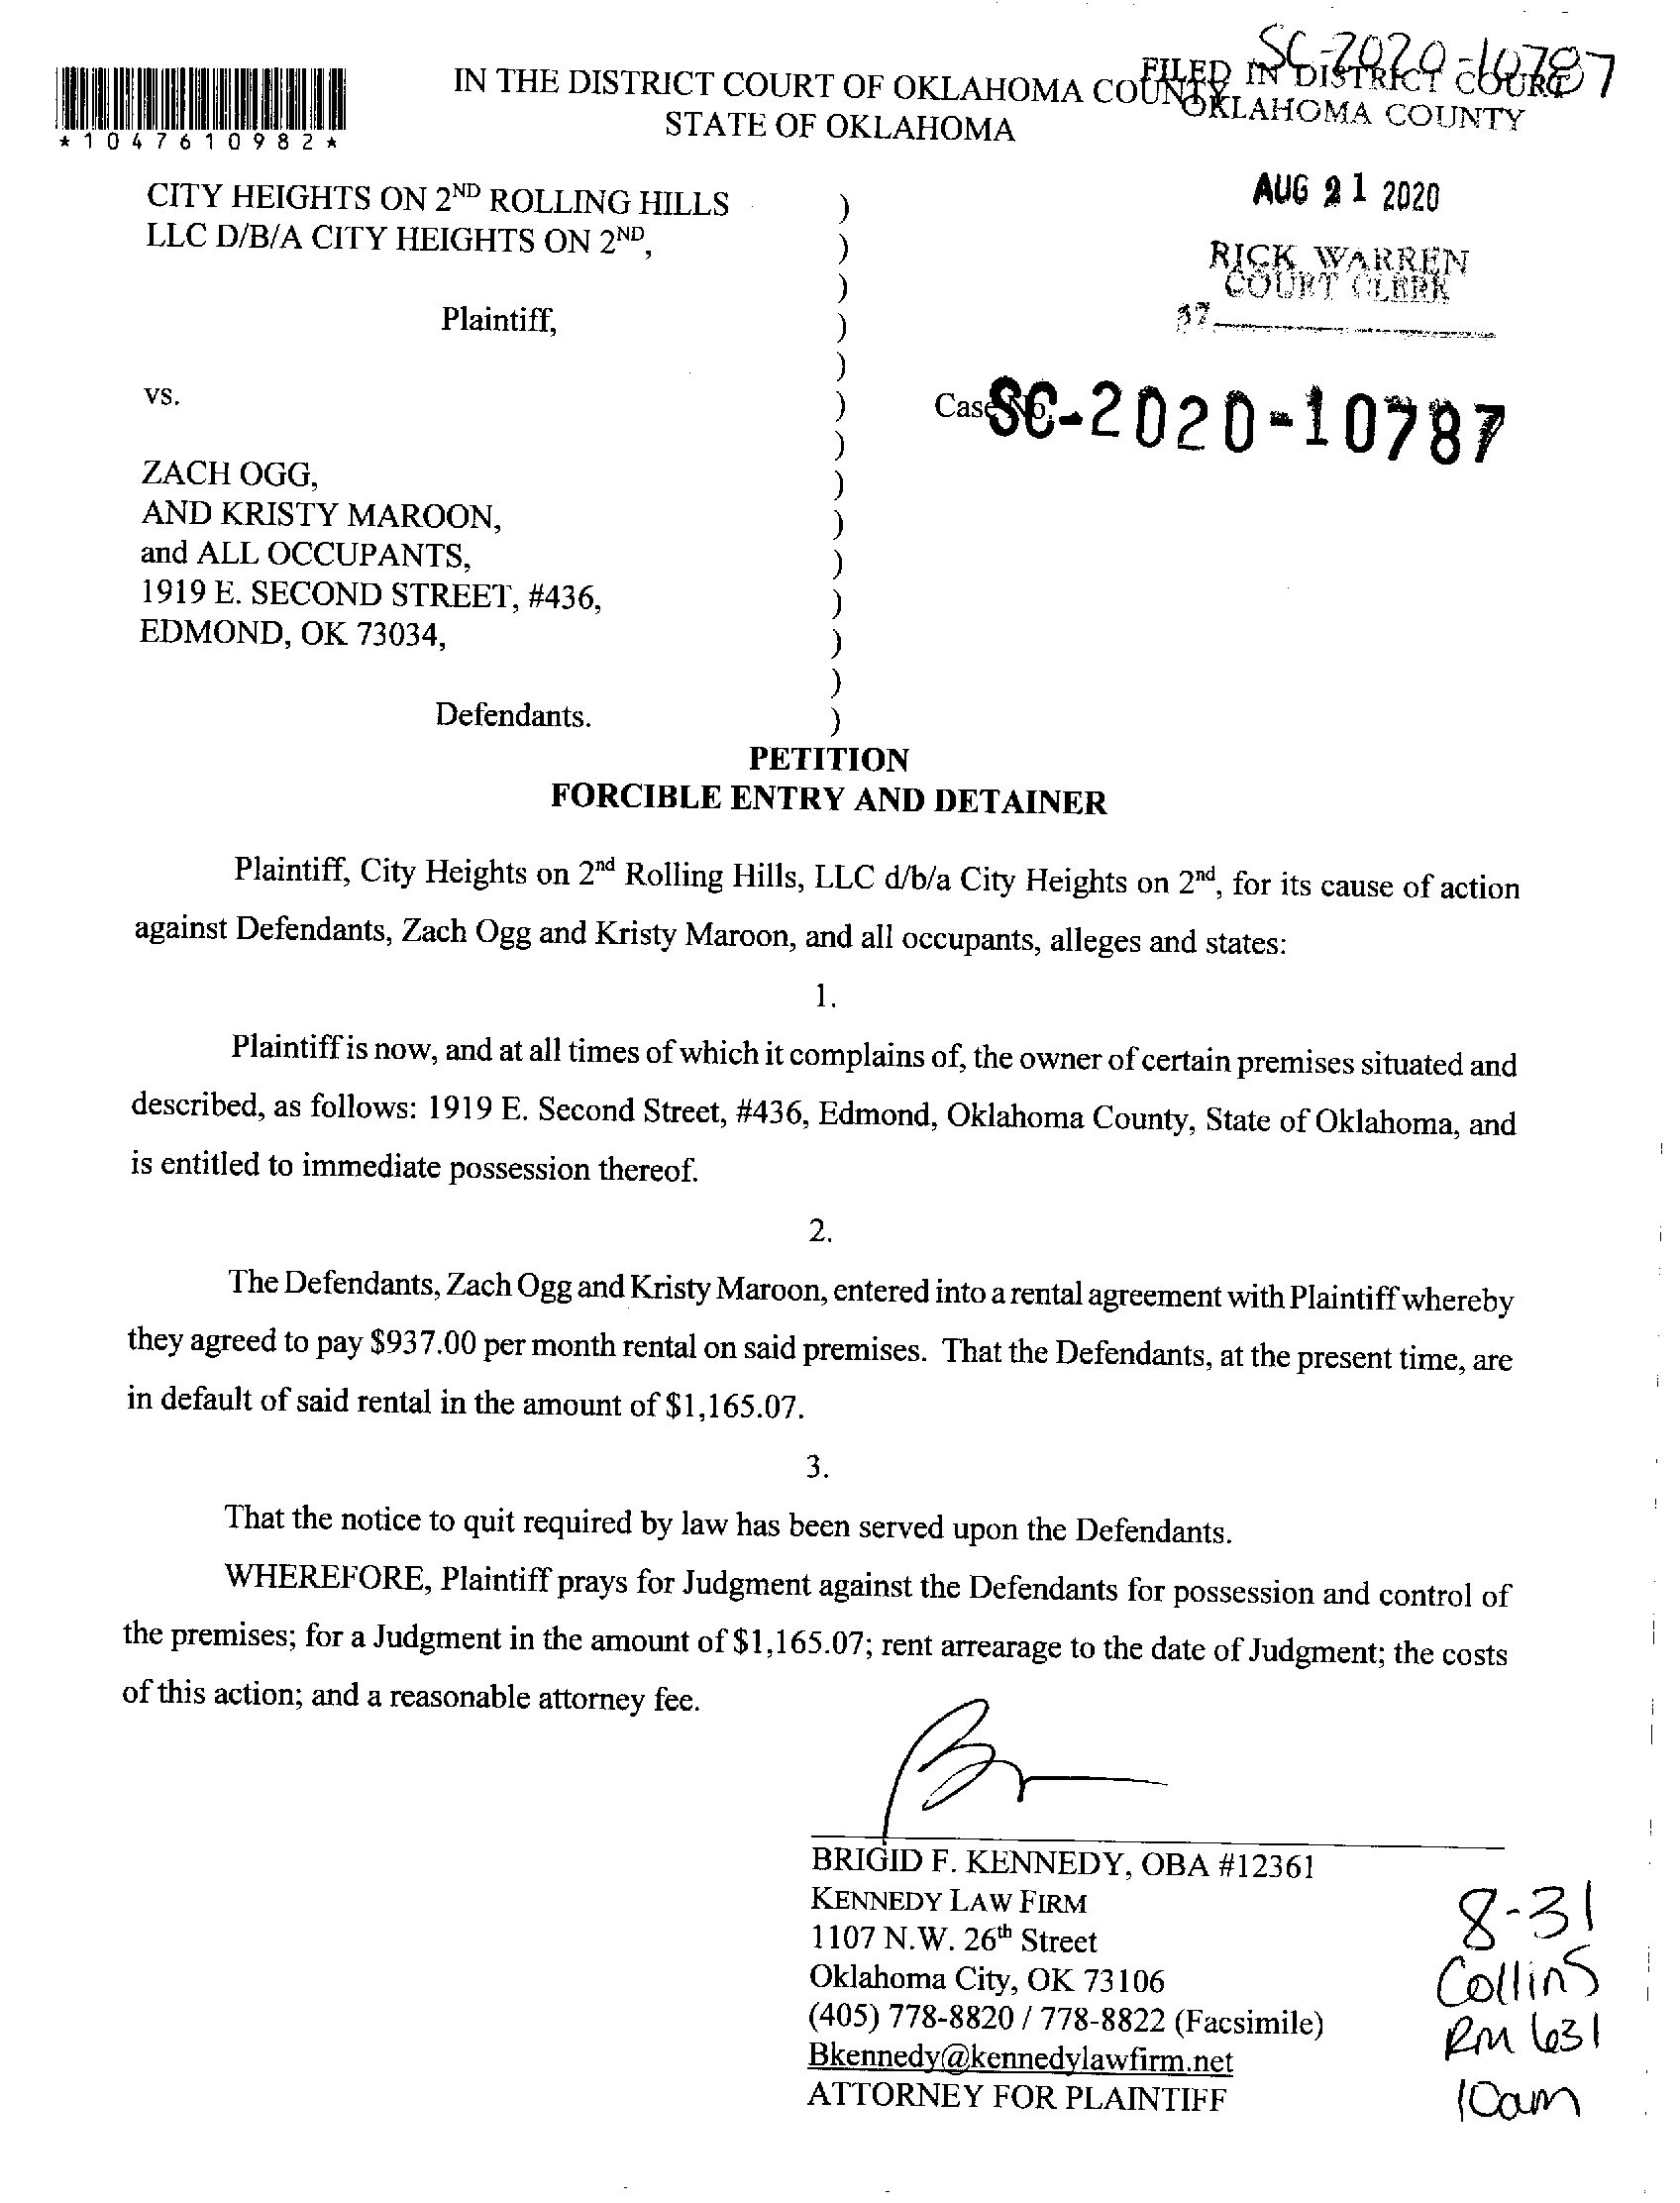 SC-2020-10787
IN THE DISTRICT COURT OF OKLAHOMA COUNTY
STATE OF OKLAHOMA
FILED IN DISTRICT COURT
OKLAHOMA COUNTY
*1047610982*
AUG 21 2020
RICK WARREN
COURT CLERK
37
CITY HEIGHTS ON 2ND ROLLING HILLS )
LLC D/B/A CITY HEIGHTS ON 2ND, )
)
Plaintiff, )
)
vs. ) Case No. SC-2020-10787
)
ZACH OGG, )
AND KRISTY MAROON, )
and ALL OCCUPANTS, )
1919 E. SECOND STREET, #436, )
EDMOND, OK 73034, )
)
Defendants. )
PETITION
FORCIBLE ENTRY AND DETAINER
Plaintiff, City Heights on 2nd Rolling Hills, LLC d/b/a City Heights on 2nd, for its cause of action
against Defendants, Zach Ogg and Kristy Maroon, and all occupants, alleges and states:
1.
Plaintiff is now, and at all times of which it complains of, the owner of certain premises situated and
described, as follows: 1919 E. Second Street, #436, Edmond, Oklahoma County, State of Oklahoma, and
is entitled to immediate possession thereof.
2.
The Defendants, Zach Ogg and Kristy Maroon, entered into a rental agreement with Plaintiff whereby
they agreed to pay $937.00 per month rental on said premises. That the Defendants, at the present time, are
in default of said rental in the amount of $1,165.07.
3.
That the notice to quit required by law has been served upon the Defendants.
WHEREFORE, Plaintiff prays for Judgment against the Defendants for possession and control of
the premises; for a Judgment in the amount of $1,165.07; rent arrearage to the date of Judgment; the costs
of this action; and a reasonable attorney fee.
BRIGID F. KENNEDY, OBA #12361
KENNEDY LAW FIRM
1107 N.W. 26th Street
Oklahoma City, OK 73106
(405) 778-8820 / 778-8822 (Facsimile)
Bkennedy@kennedylawfirm.net
ATTORNEY FOR PLAINTIFF
8-31
Collins
Rm 631
10am